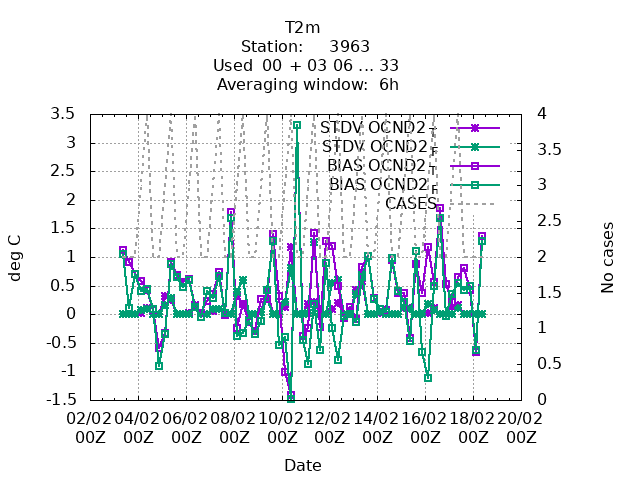 T2m
Station: 3963
Used 00 + 03 06 ... 33
Averaging window: 6h
STDV OCND2_T
STDV OCND2_F
BIAS OCND2_T
BIAS OCND2_F
CASES
deg C
3.5
3
2.5
2
1.5
1
0.5
0
-0.5
-1
-1.5
4
3.5
3
2.5
2
1.5
1
0.5
0
No cases
02/02 04/02 06/02 08/02 10/02 12/02 14/02 16/02 18/02 20/02
00Z 00Z 00Z 00Z 00Z 00Z 00Z 00Z 00Z 00Z
Date